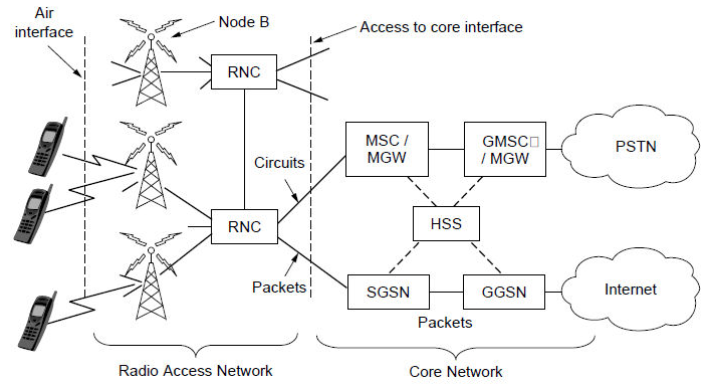 Air
interface
Node B
Access to core interface
RNC
MSC /
MGW
GMSC□
/ MGW
PSTN
Circuits
RNC
HSS
Packets
SGSN
GGSN
Internet
Packets
Radio Access Network
Core Network